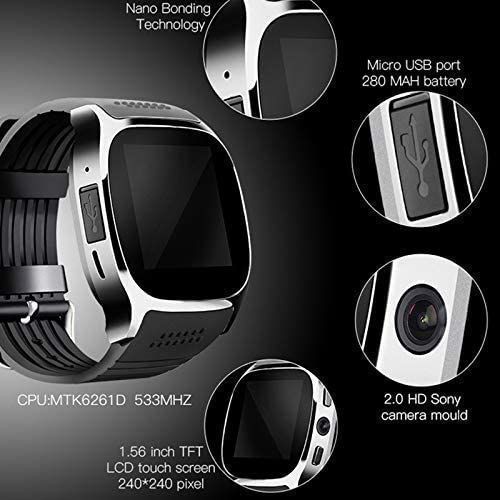 Nano Bonding
Technology
Micro USB port
280 MAH battery
CPU:MTK6261D 533MHZ
2.0 HD Sony
camera mould
1.56 inch TFT
LCD touch screen
240*240 pixel